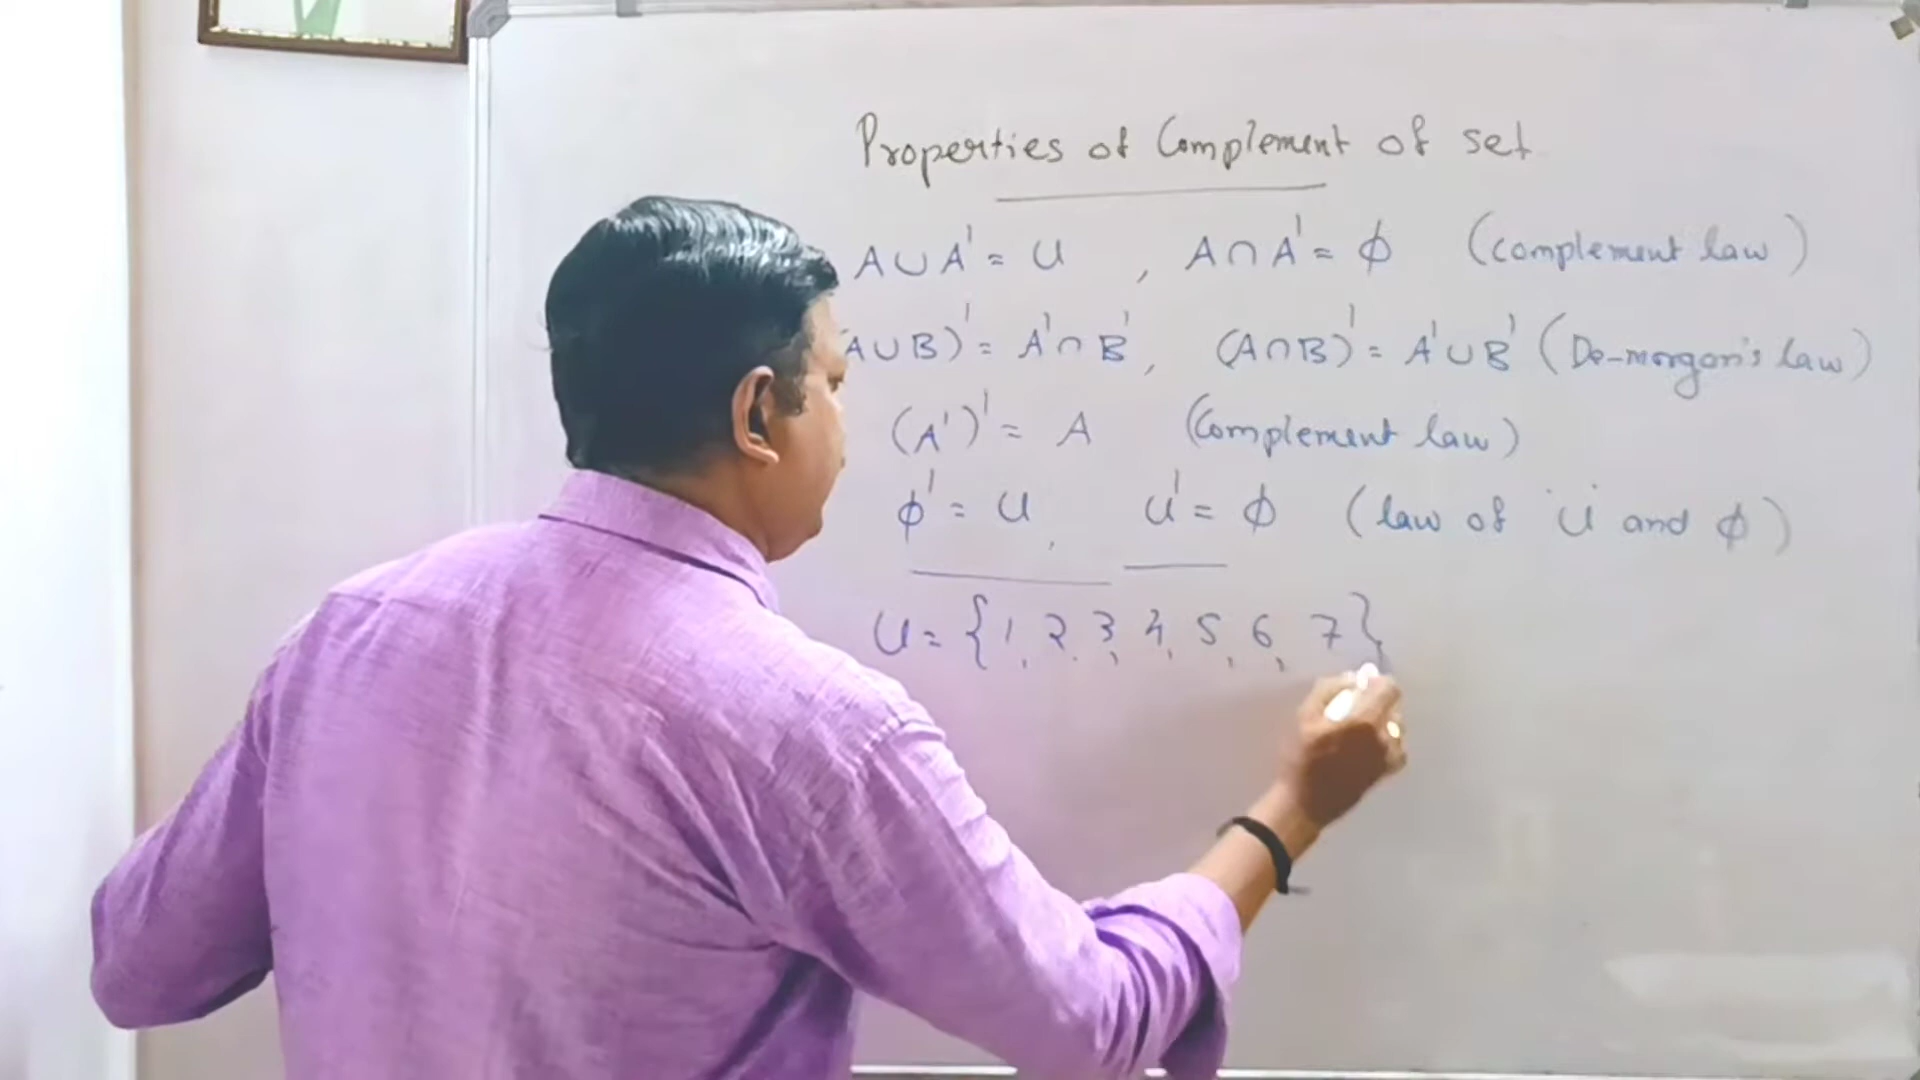 Properties of Complement of set
A∪A'= U , A∩A'= ϕ (complement law)
A∪B)'= A'∩B', (A∩B)'= A'∪B' (De-morgan's law)
(A')'= A (Complement law)
ϕ'= U, U'= ϕ (law of 'U' and ϕ)
U= {1, 2, 3, 4, 5, 6, 7}